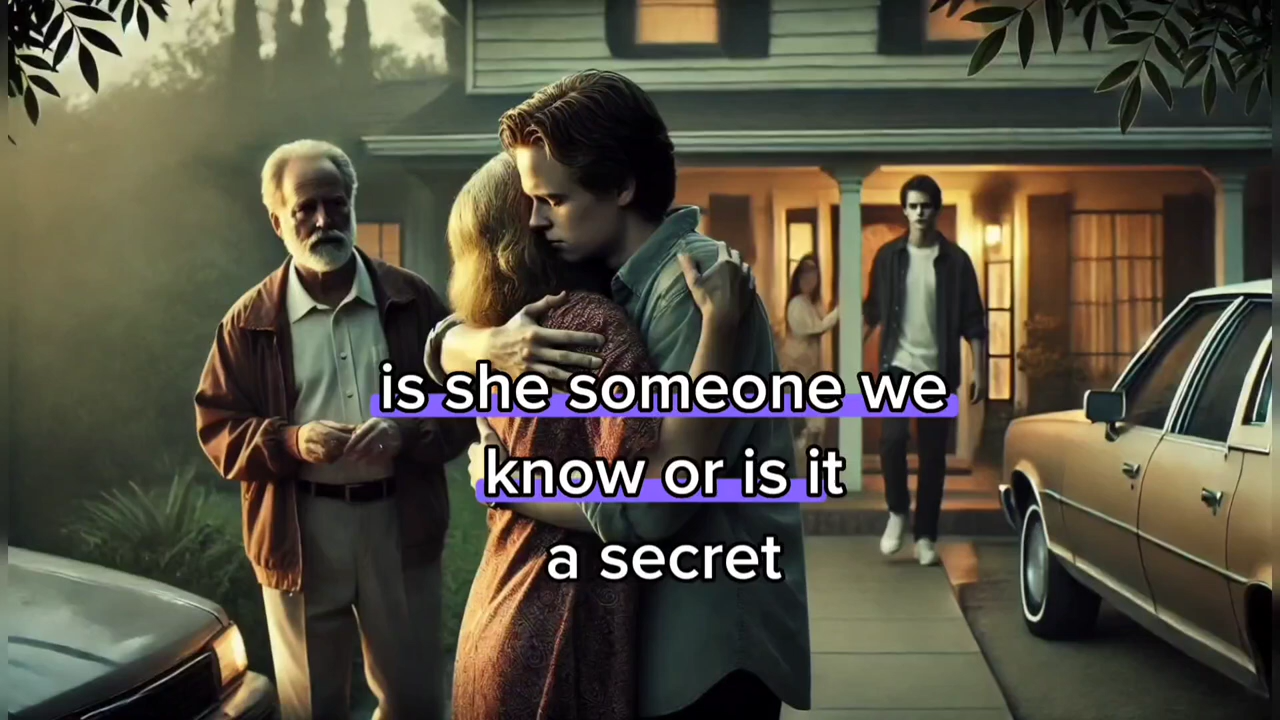 is she someone we
know or is it
a secret